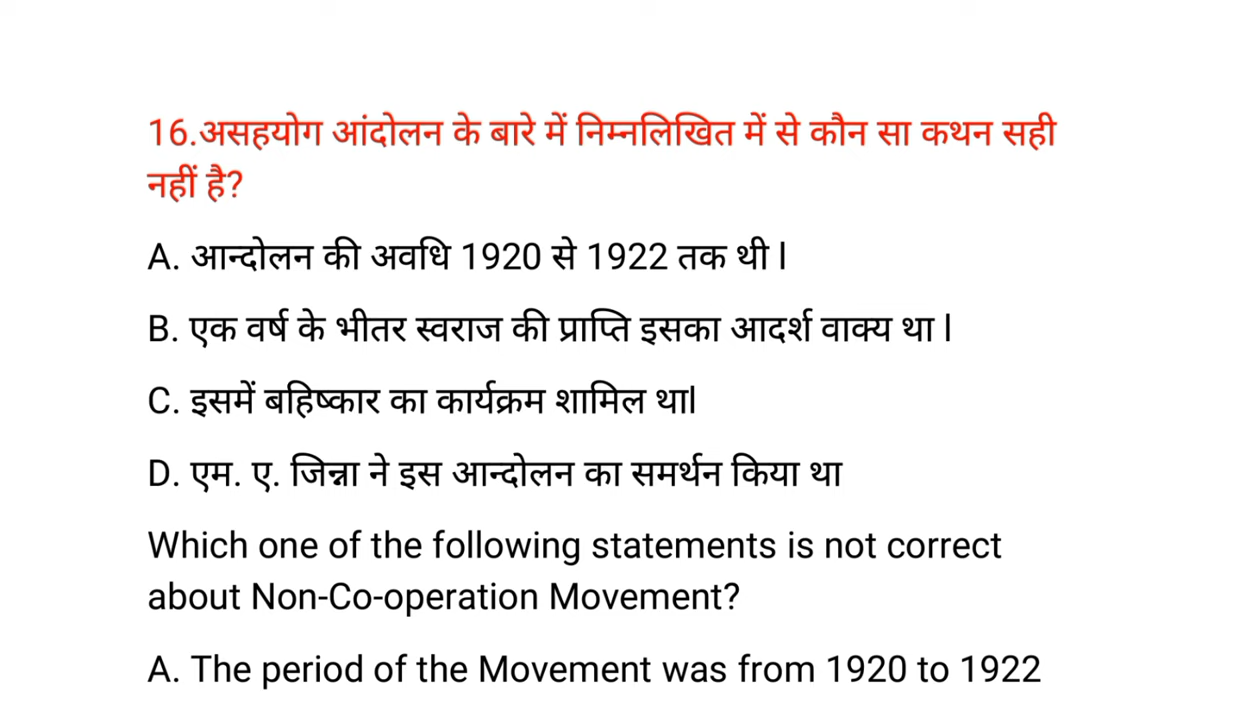 16.असहयोग आंदोलन के बारे में निम्नलिखित में से कौन सा कथन सही
नहीं है?
A. आन्दोलन की अवधि 1920 से 1922 तक थी l
B. एक वर्ष के भीतर स्वराज की प्राप्ति इसका आदर्श वाक्य था l
C. इसमें बहिष्कार का कार्यक्रम शामिल थाl
D. एम. ए. जिन्ना ने इस आन्दोलन का समर्थन किया था
Which one of the following statements is not correct
about Non-Co-operation Movement?
A. The period of the Movement was from 1920 to 1922